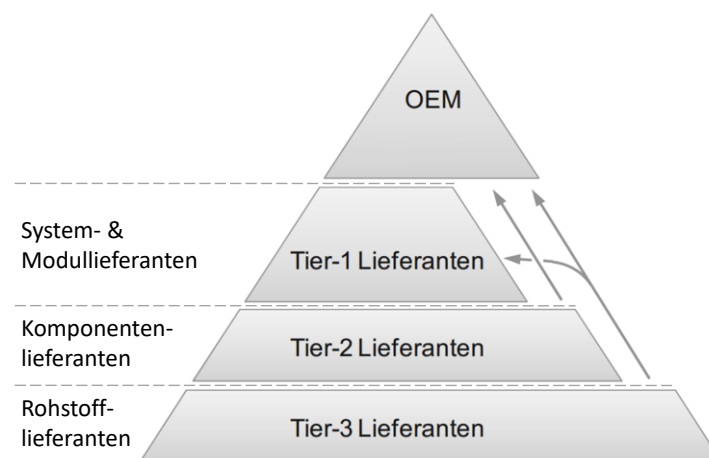 OEM
System- &
Modullieferanten
Tier-1 Lieferanten
Komponenten-
lieferanten
Tier-2 Lieferanten
Rohstoff-
lieferanten
Tier-3 Lieferanten